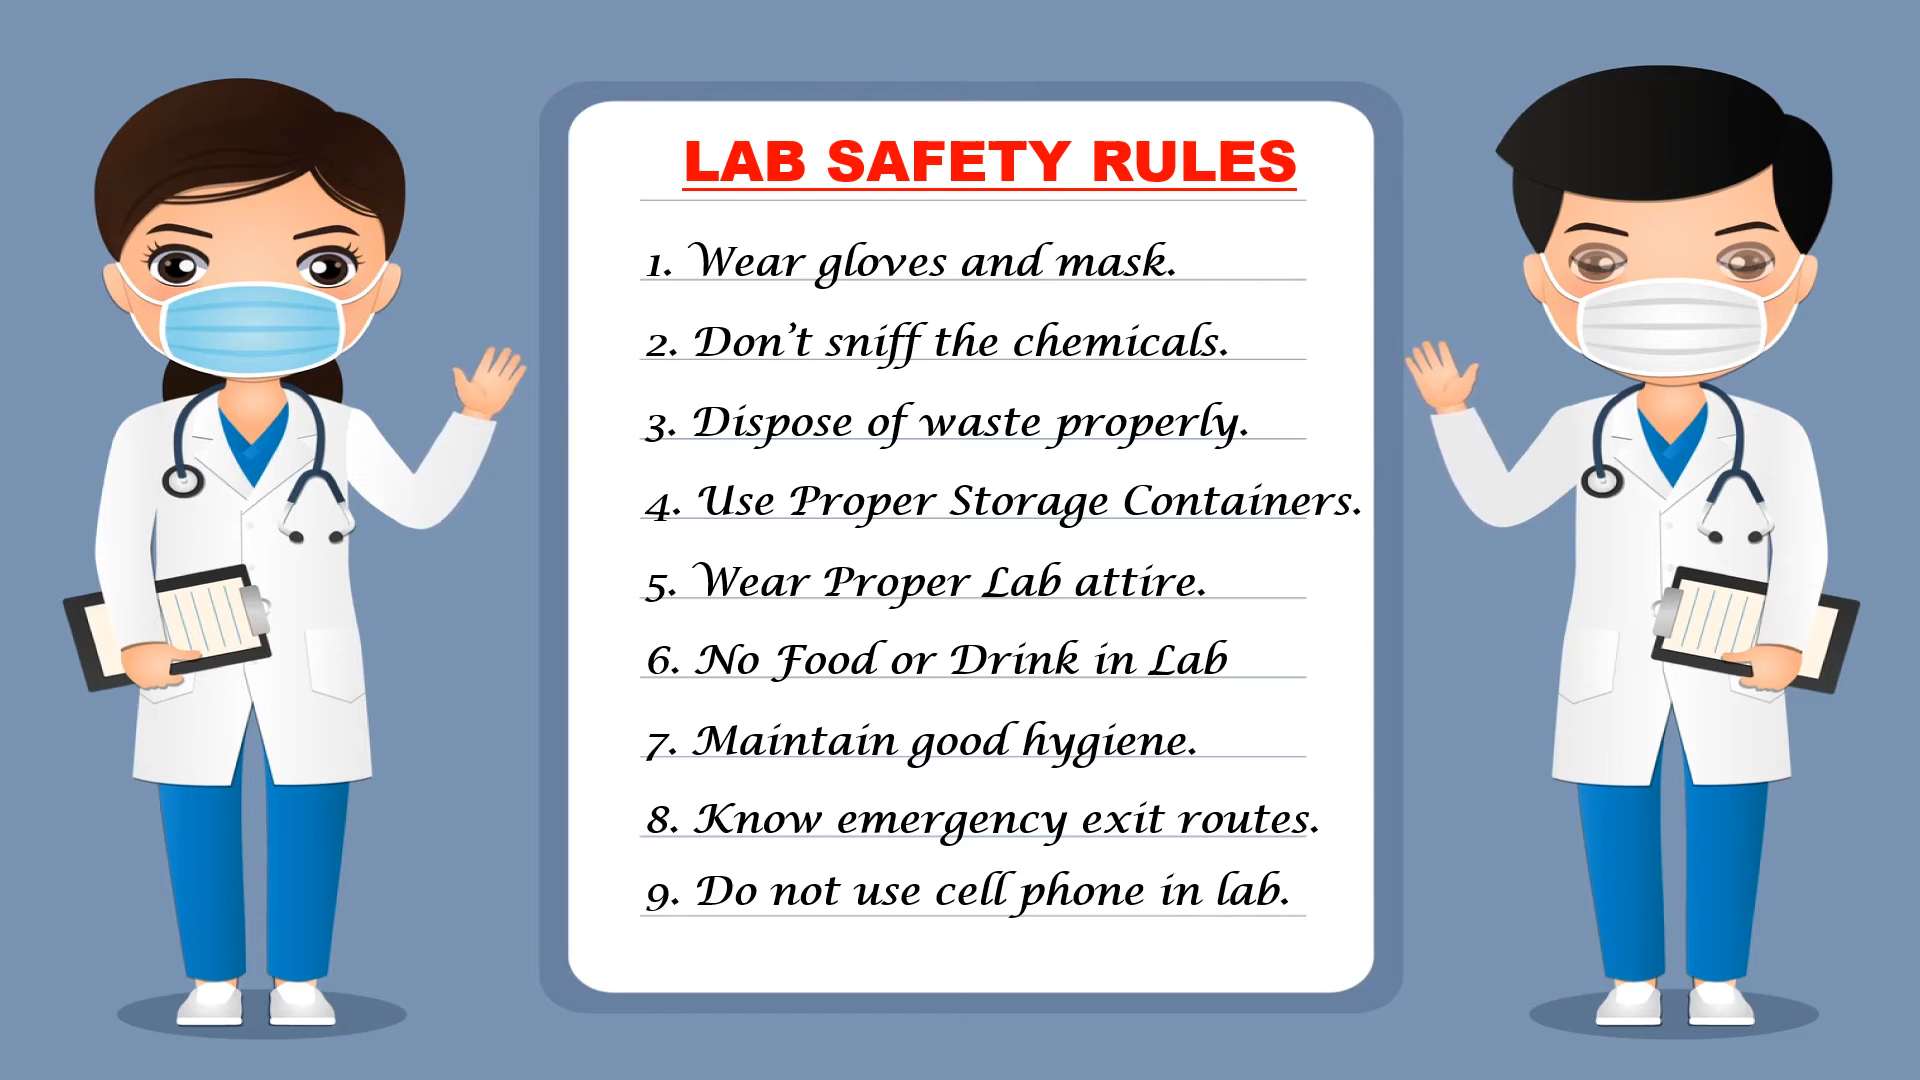 LAB SAFETY RULES
1. Wear gloves and mask.
2. Don't sniff the chemicals.
3. Dispose of waste properly.
4. Use Proper Storage Containers.
5. Wear Proper Lab attire.
6. No Food or Drink in Lab
7. Maintain good hygiene.
8. Know emergency exit routes.
9. Do not use cell phone in lab.